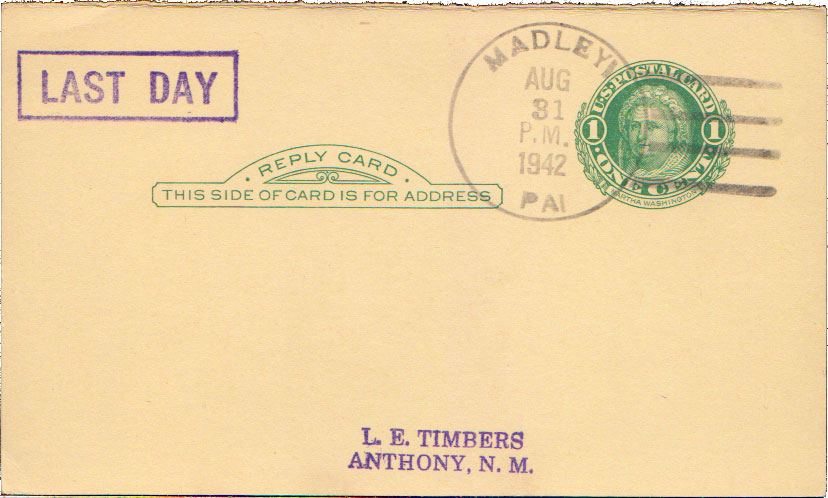 LAST DAY
MADLEY
AUG
31
P.M.
1942
PA
U.S. POSTAL CARD
1 1
ONE CENT
MARTHA WASHINGTON
REPLY CARD
THIS SIDE OF CARD IS FOR ADDRESS
L. E. TIMBERS
ANTHONY, N. M.